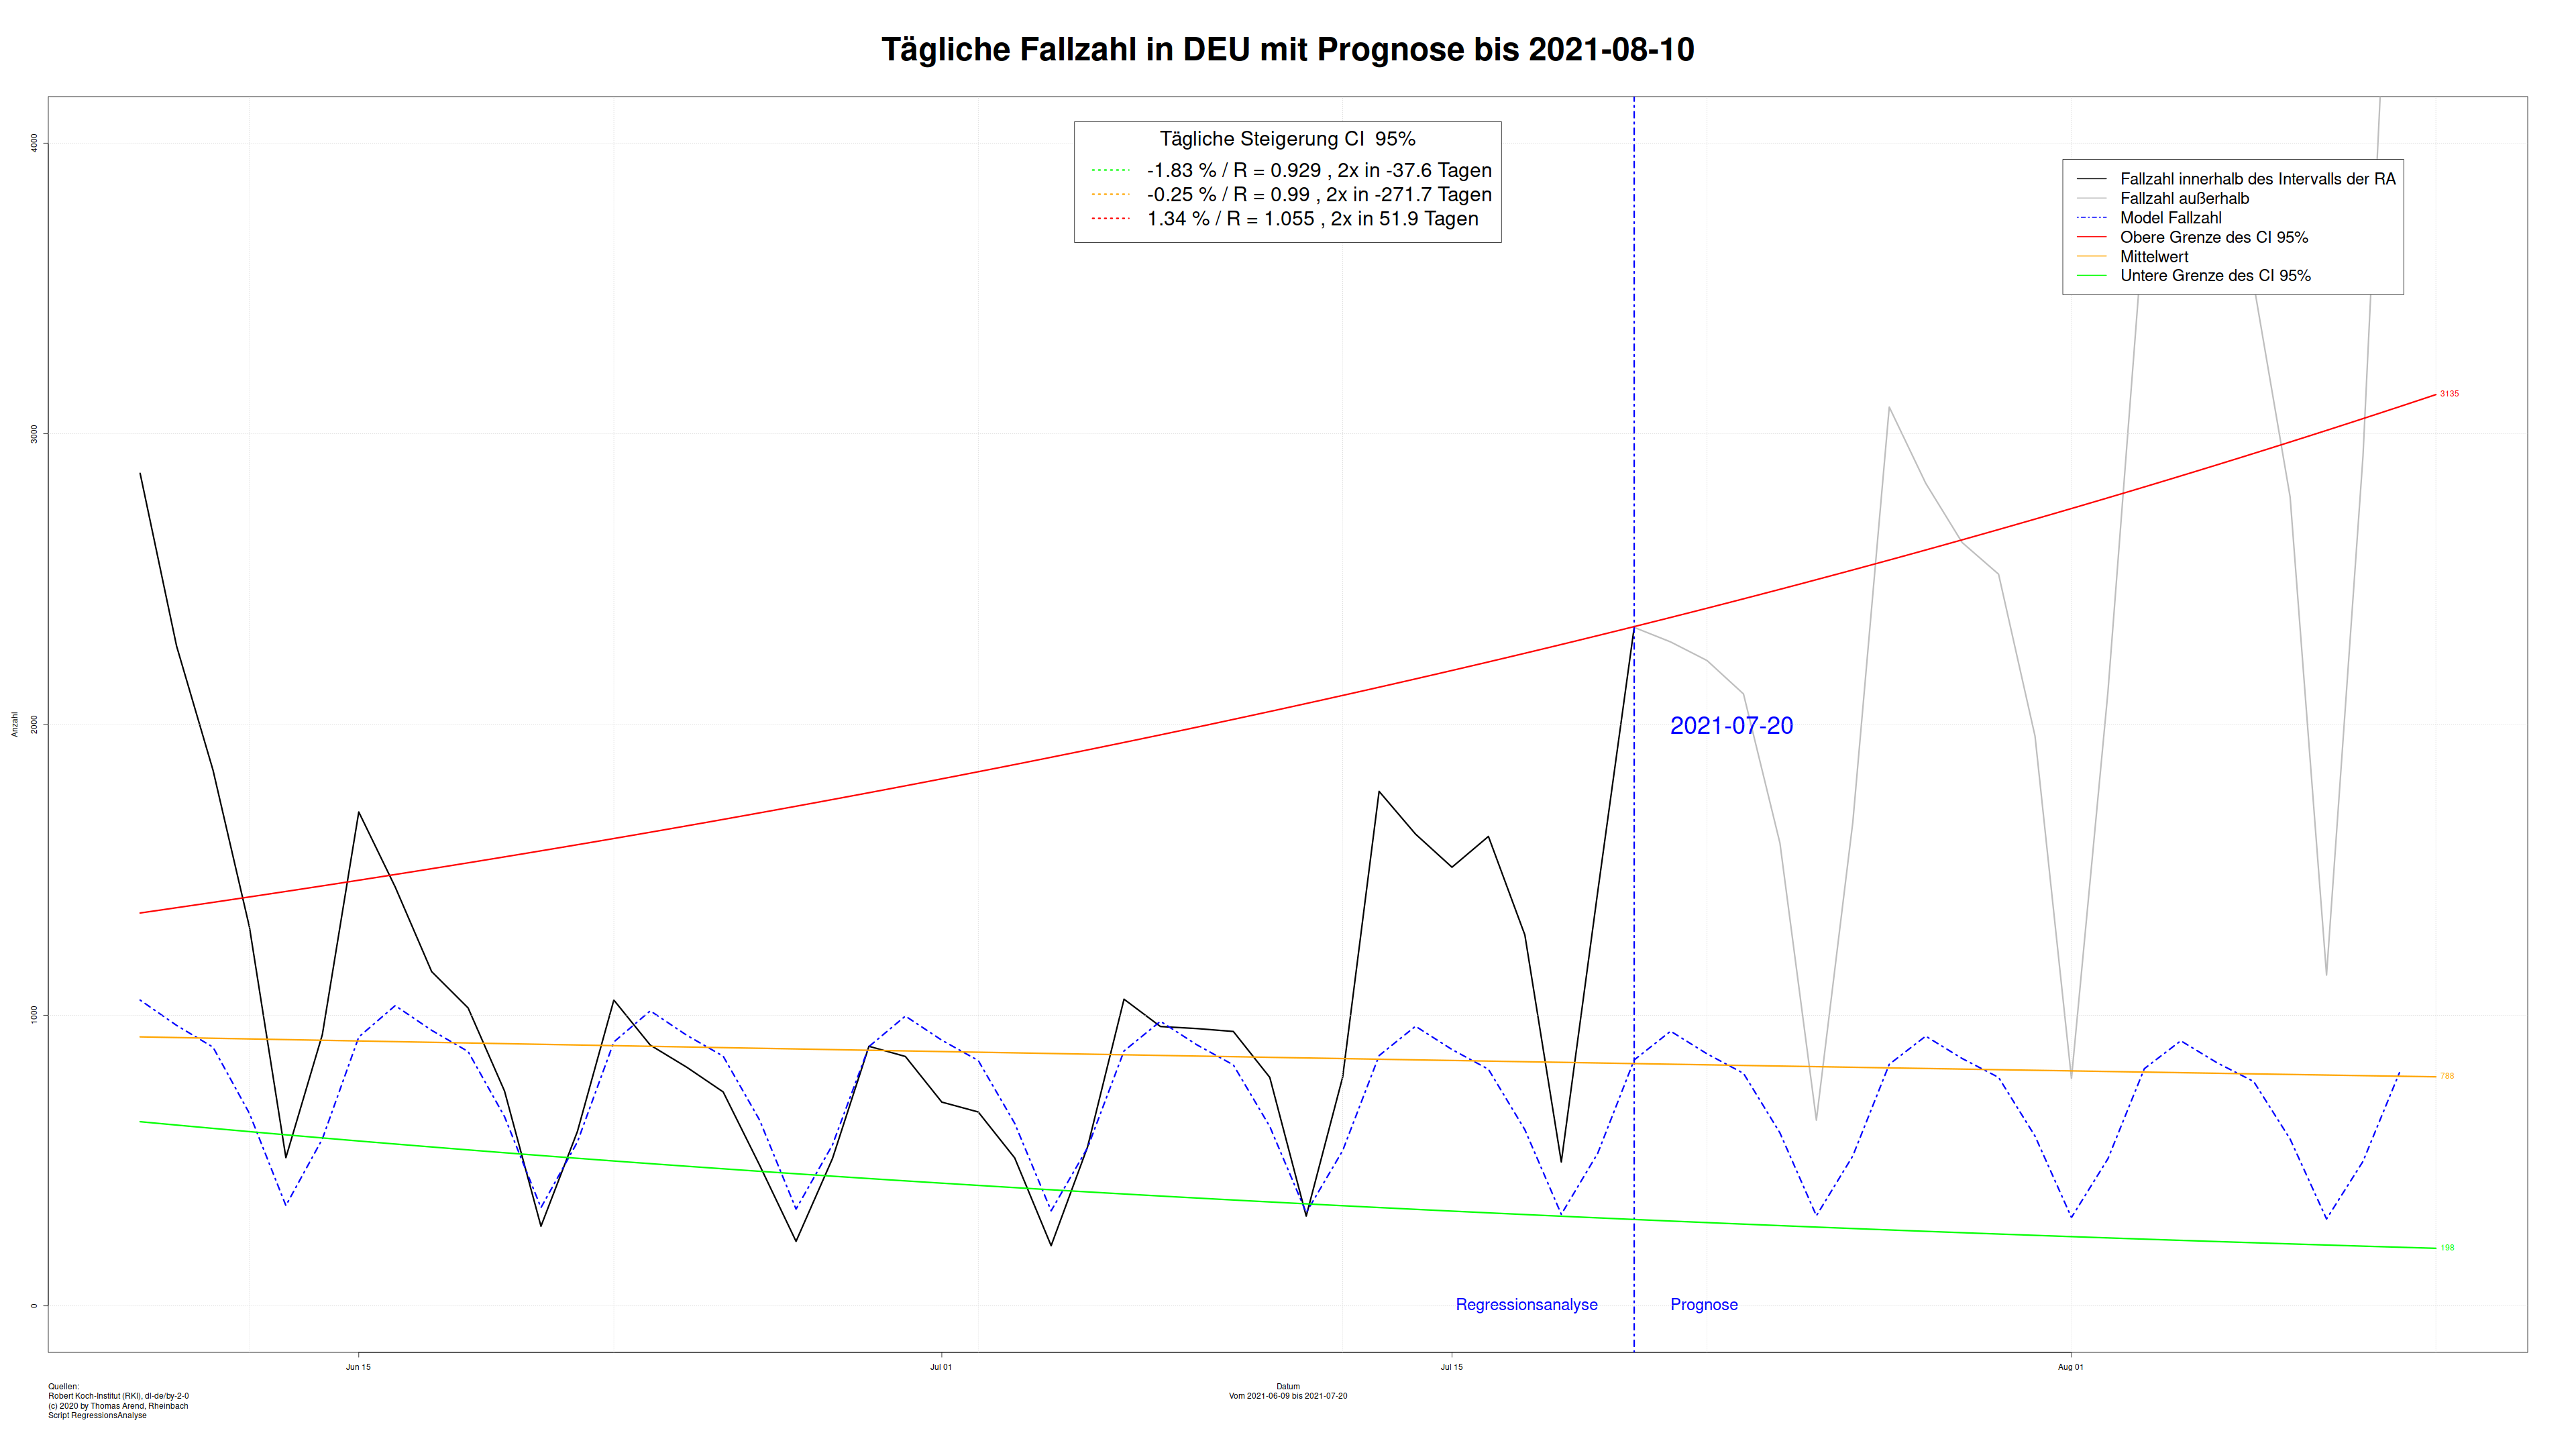 Tägliche Fallzahl in DEU mit Prognose bis 2021-08-10
Tägliche Steigerung CI 95%
-1.83 % / R = 0.929 , 2x in -37.6 Tagen
-0.25 % / R = 0.99 , 2x in -271.7 Tagen
1.34 % / R = 1.055 , 2x in 51.9 Tagen
Fallzahl innerhalb des Intervalls der RA
Fallzahl außerhalb
Model Fallzahl
Obere Grenze des CI 95%
Mittelwert
Untere Grenze des CI 95%
4000
3000
2000
1000
0
Anzahl
3135
788
198
2021-07-20
Regressionsanalyse
Prognose
Jun 15
Jul 01
Jul 15
Aug 01
Datum
Vom 2021-06-09 bis 2021-07-20
Quellen:
Robert Koch-Institut (RKI), dl-de/by-2-0
(c) 2020 by Thomas Arend, Rheinbach
Script RegressionsAnalyse